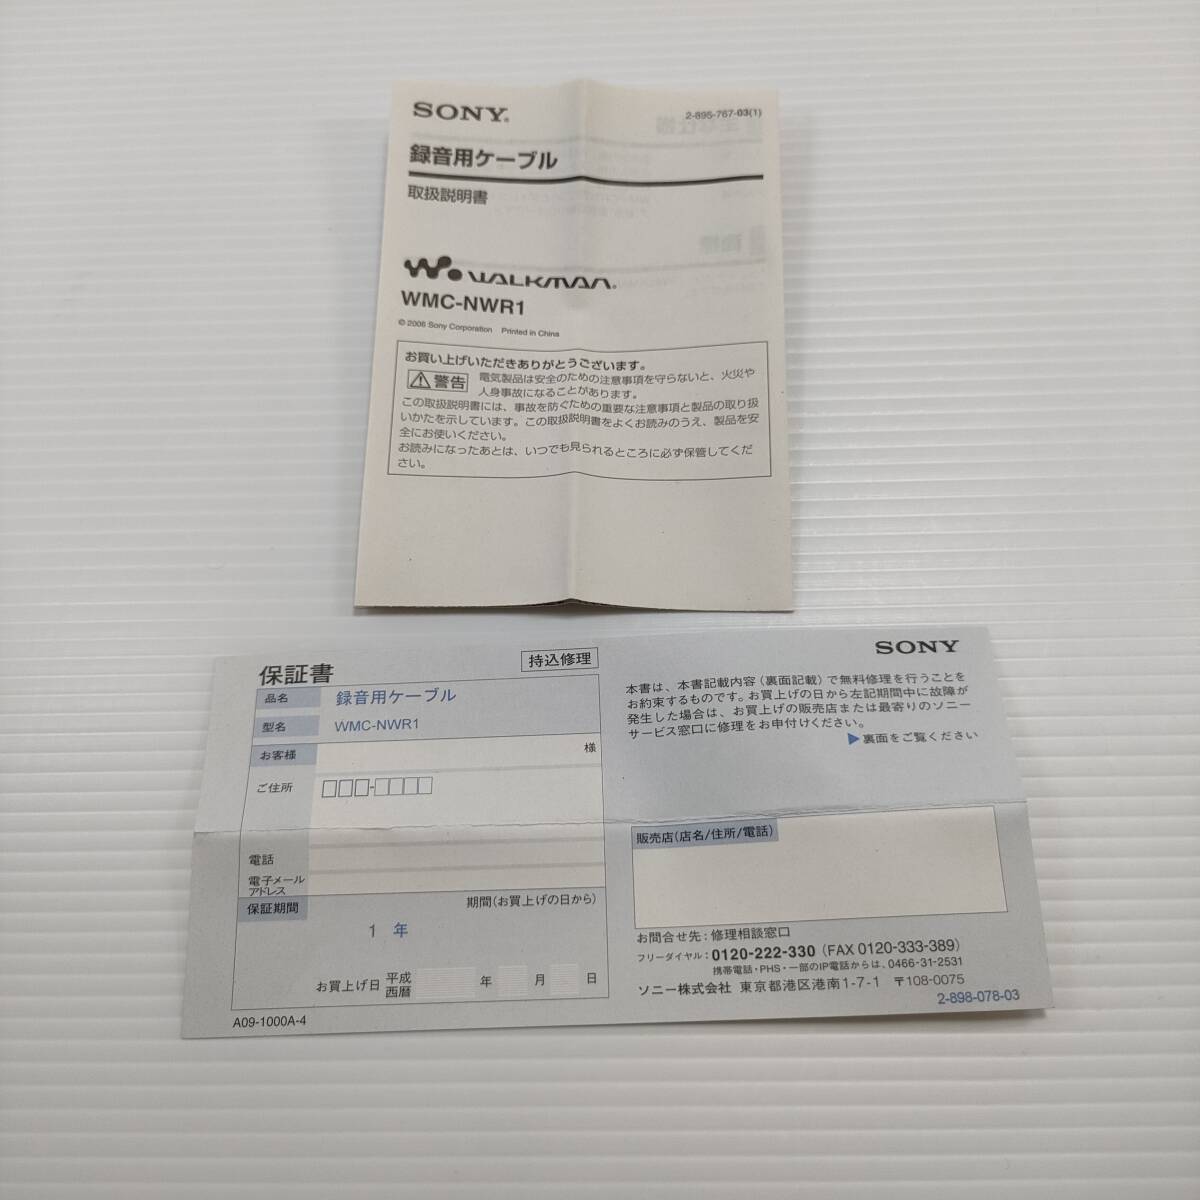 SONY®
2-895-767-03(1)
録音用ケーブル
取扱説明書
WALKMAN®
WMC-NWR1
© 2006 Sony Corporation Printed in China
お買い上げいただきありがとうございます。
警告 電気製品は安全のための注意事項を守らないと、火災や
人身事故になることがあります。
この取扱説明書には、事故を防ぐための重要な注意事項と製品の取り扱
いかたを示しています。この取扱説明書をよくお読みのうえ、製品を安
全にお使いください。
お読みになったあとは、いつでも見られるところに必ず保管してくだ
さい。
保証書
持込修理
品名 録音用ケーブル
型名 WMC-NWR1
お客様 様
ご住所 □□□-□□□□
電話
電子メール
アドレス
保証期間 期間(お買上げの日から)
1 年
お買上げ日 平成 西暦 年 月 日
A09-1000A-4
SONY
本書は、本書記載内容(裏面記載)で無料修理を行うことを
お約束するものです。お買上げの日から左記期間中に故障が
発生した場合は、お買上げの販売店または最寄りのソニー
サービス窓口に修理をお申付けください。
▶裏面をご覧ください
販売店(店名/住所/電話)
お問合せ先:修理相談窓口
フリーダイヤル:0120-222-330 (FAX 0120-333-389)
携帯電話・PHS・一部のIP電話からは、0466-31-2531
ソニー株式会社 東京都港区港南1-7-1 〒108-0075
2-898-078-03